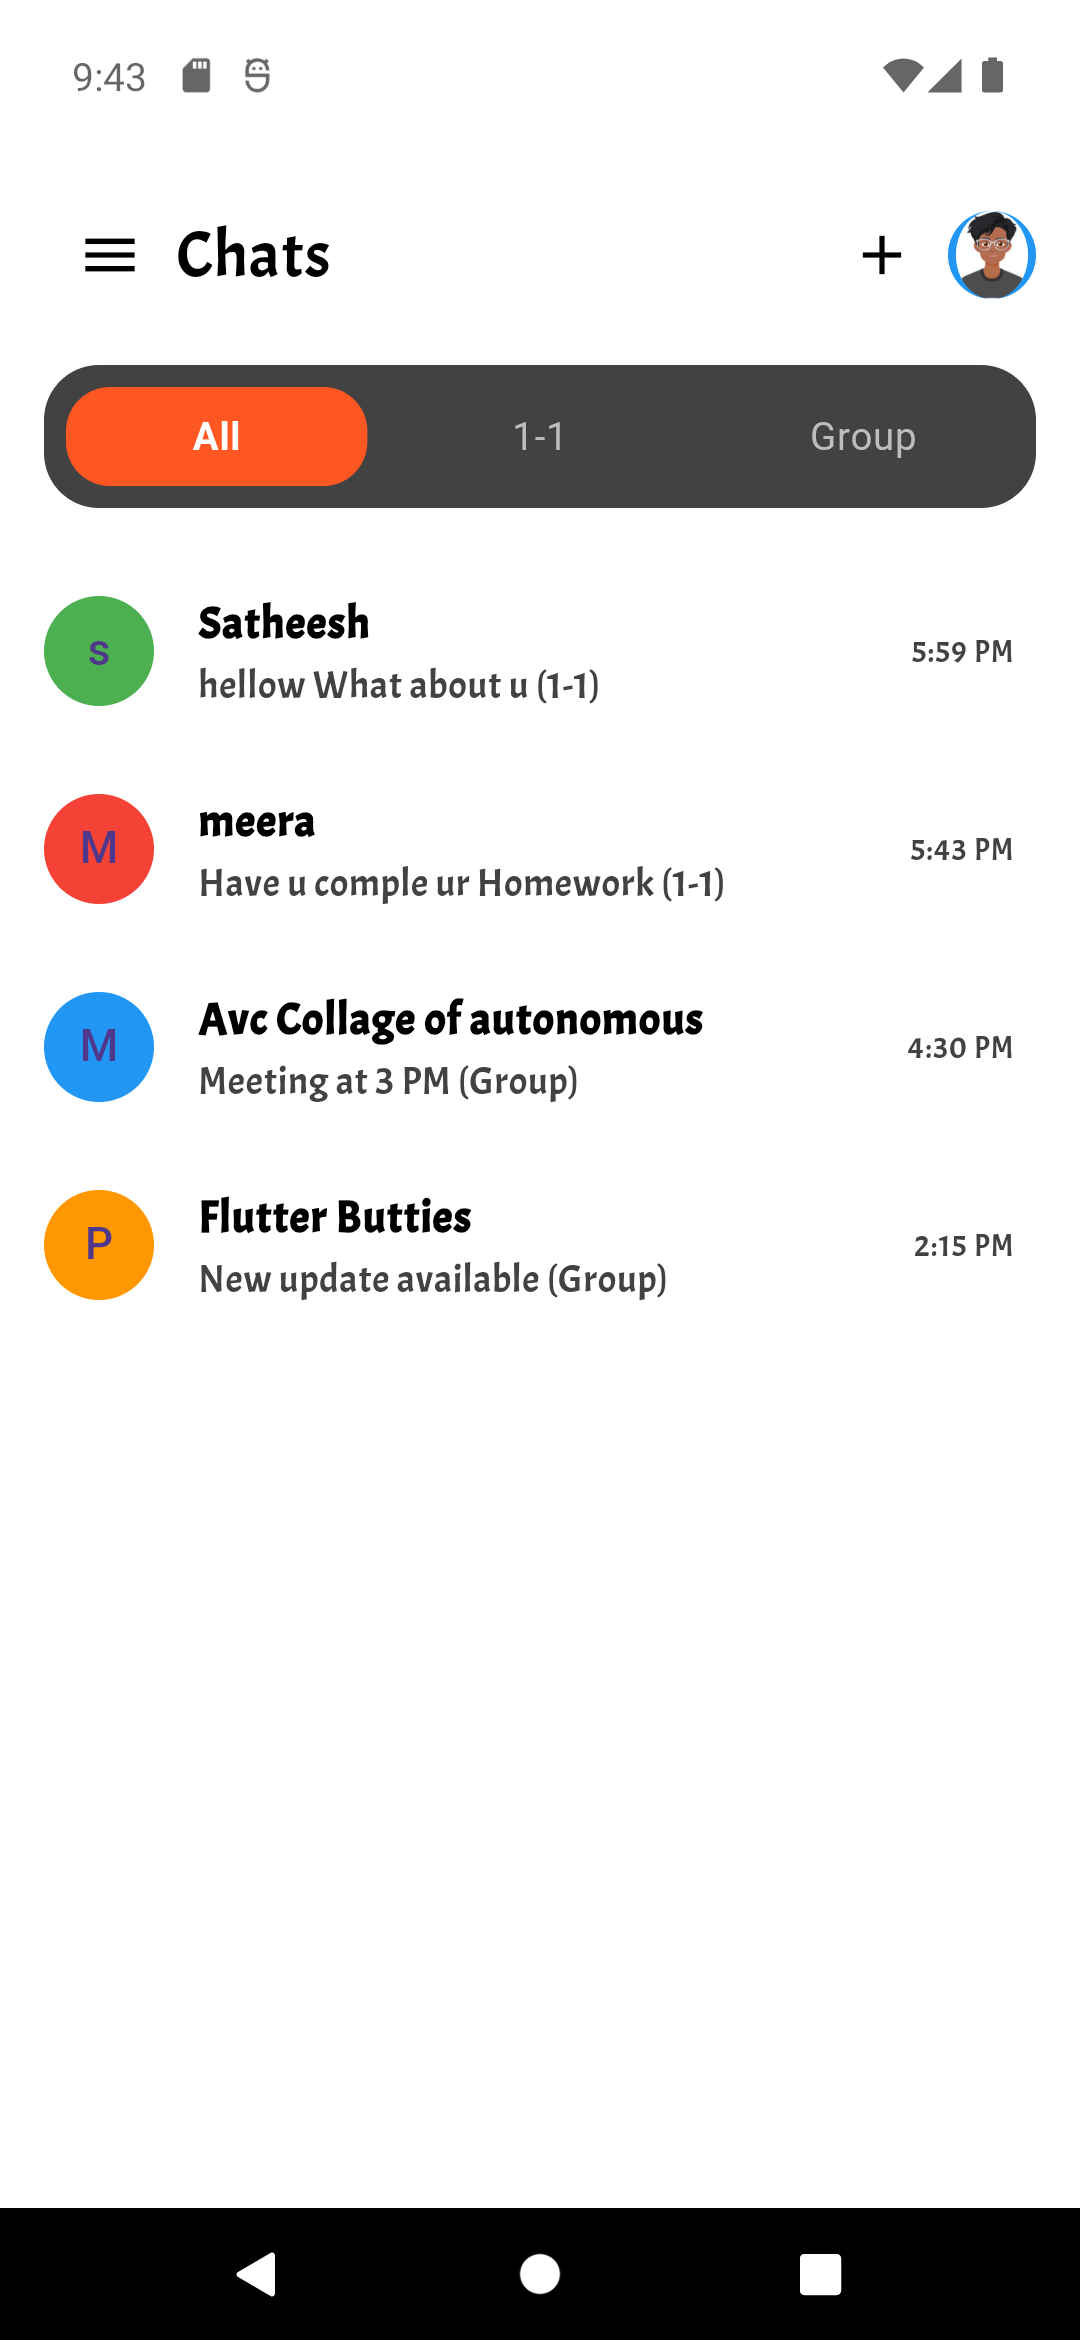 9:43
Chats
All 1-1 Group
s Satheesh
hellow What about u (1-1)
5:59 PM
M meera
Have u comple ur Homework (1-1)
5:43 PM
M Avc Collage of autonomous
Meeting at 3 PM (Group)
4:30 PM
P Flutter Butties
New update available (Group)
2:15 PM